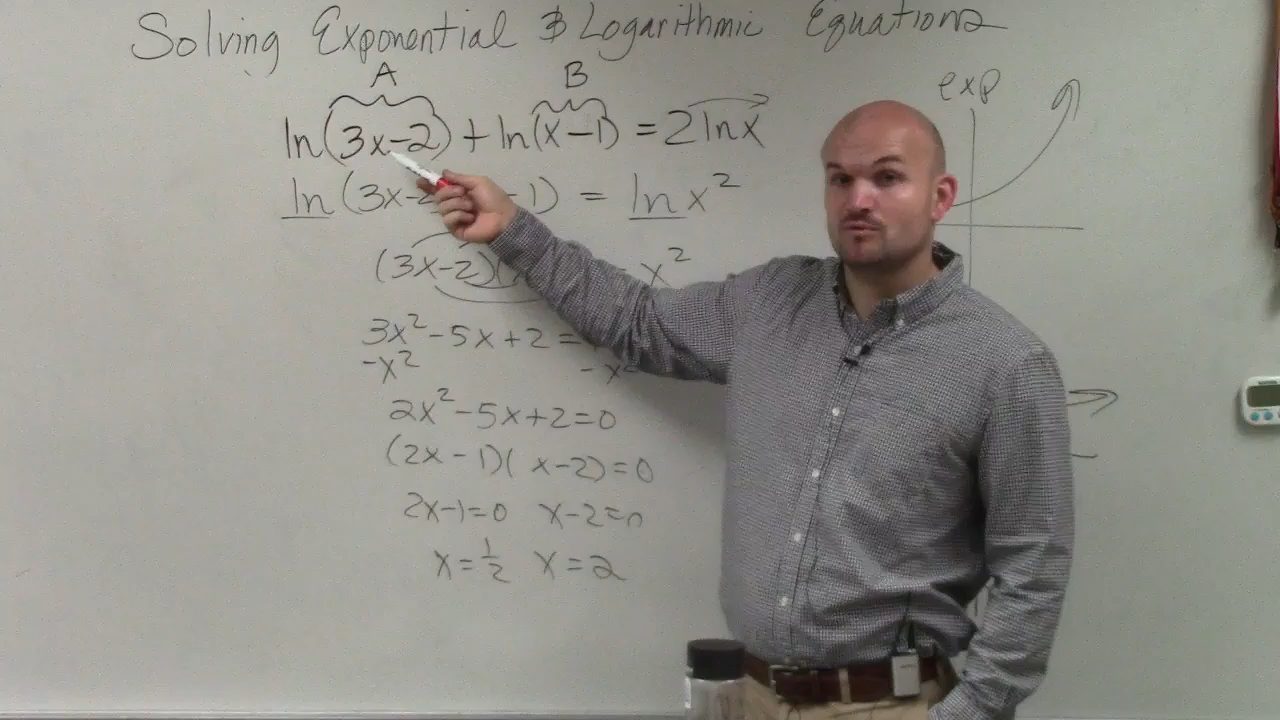 Solving Exponential & Logarithmic Equations
A B
ln(3x-2) + ln(x-1) = 2lnx
exp
ln(3x-2 -1) = ln x²
(3x-2)( x²
3x²-5x+2=
-x² -x²
2x²-5x+2=0
(2x-1)(x-2)=0
2x-1=0 x-2=0
x=1/2 x=2